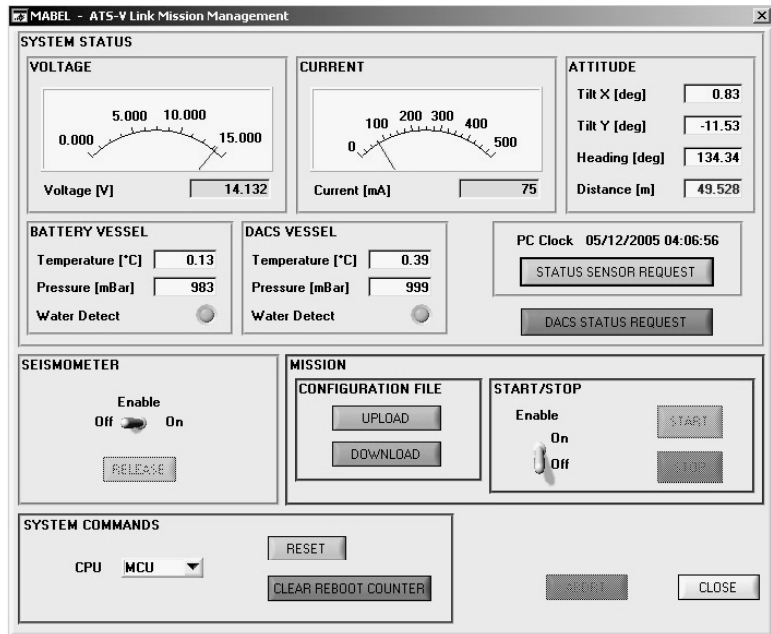 MABEL - ATS-V Link Mission Management
SYSTEM STATUS
VOLTAGE
0.000 5.000 10.000 15.000
Voltage [V] 14.132
CURRENT
0 100 200 300 400 500
Current [mA] 75
ATTITUDE
Tilt X [deg] 0.83
Tilt Y [deg] -11.53
Heading [deg] 134.34
Distance [m] 49.528
BATTERY VESSEL
Temperature [°C] 0.13
Pressure [mBar] 983
Water Detect
DACS VESSEL
Temperature [°C] 0.39
Pressure [mBar] 999
Water Detect
PC Clock 05/12/2005 04:06:56
STATUS SENSOR REQUEST
DACS STATUS REQUEST
SEISMOMETER
Enable
Off On
RELEASE
MISSION
CONFIGURATION FILE
UPLOAD
DOWNLOAD
START/STOP
Enable
On
Off
START
STOP
SYSTEM COMMANDS
CPU MCU
RESET
CLEAR REBOOT COUNTER
ABORT
CLOSE